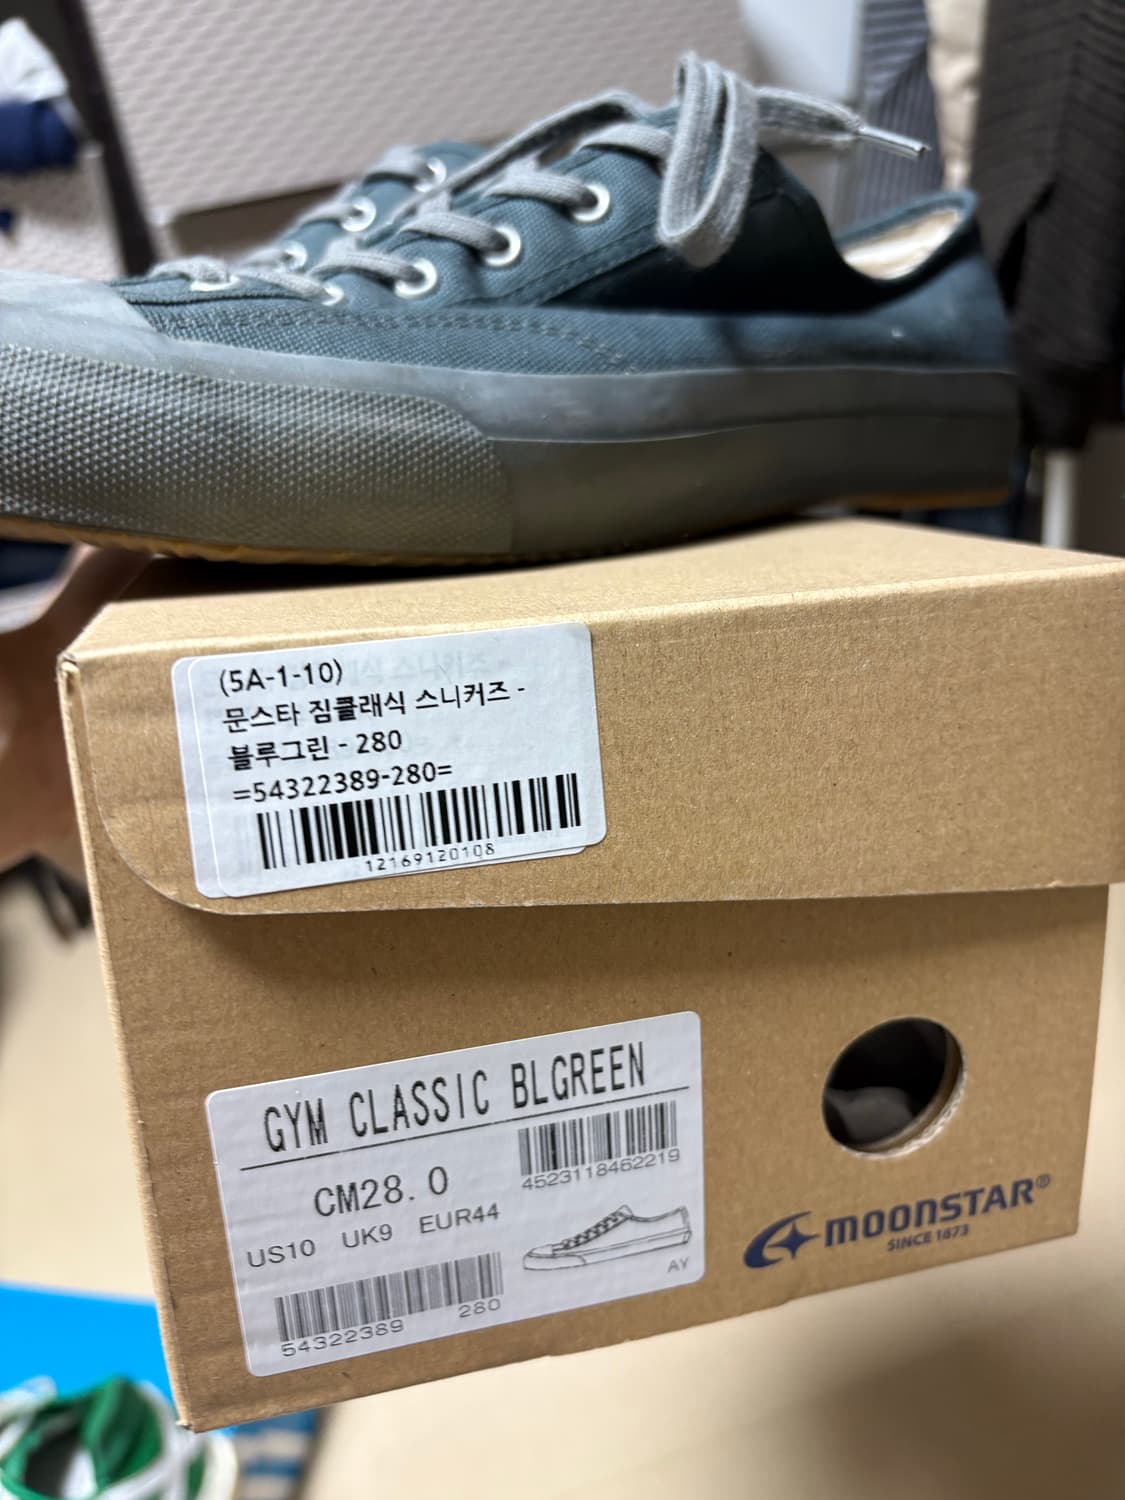 (5A-1-10)
문스타 짐클래식 스니커즈 -
블루그린 - 280
=54322389-280=
12169120108
GYM CLASSIC BLGREEN
4523118462219
CM28.0
US10 UK9 EUR44
AY
280
54322389
MOONSTAR®
SINCE 1873